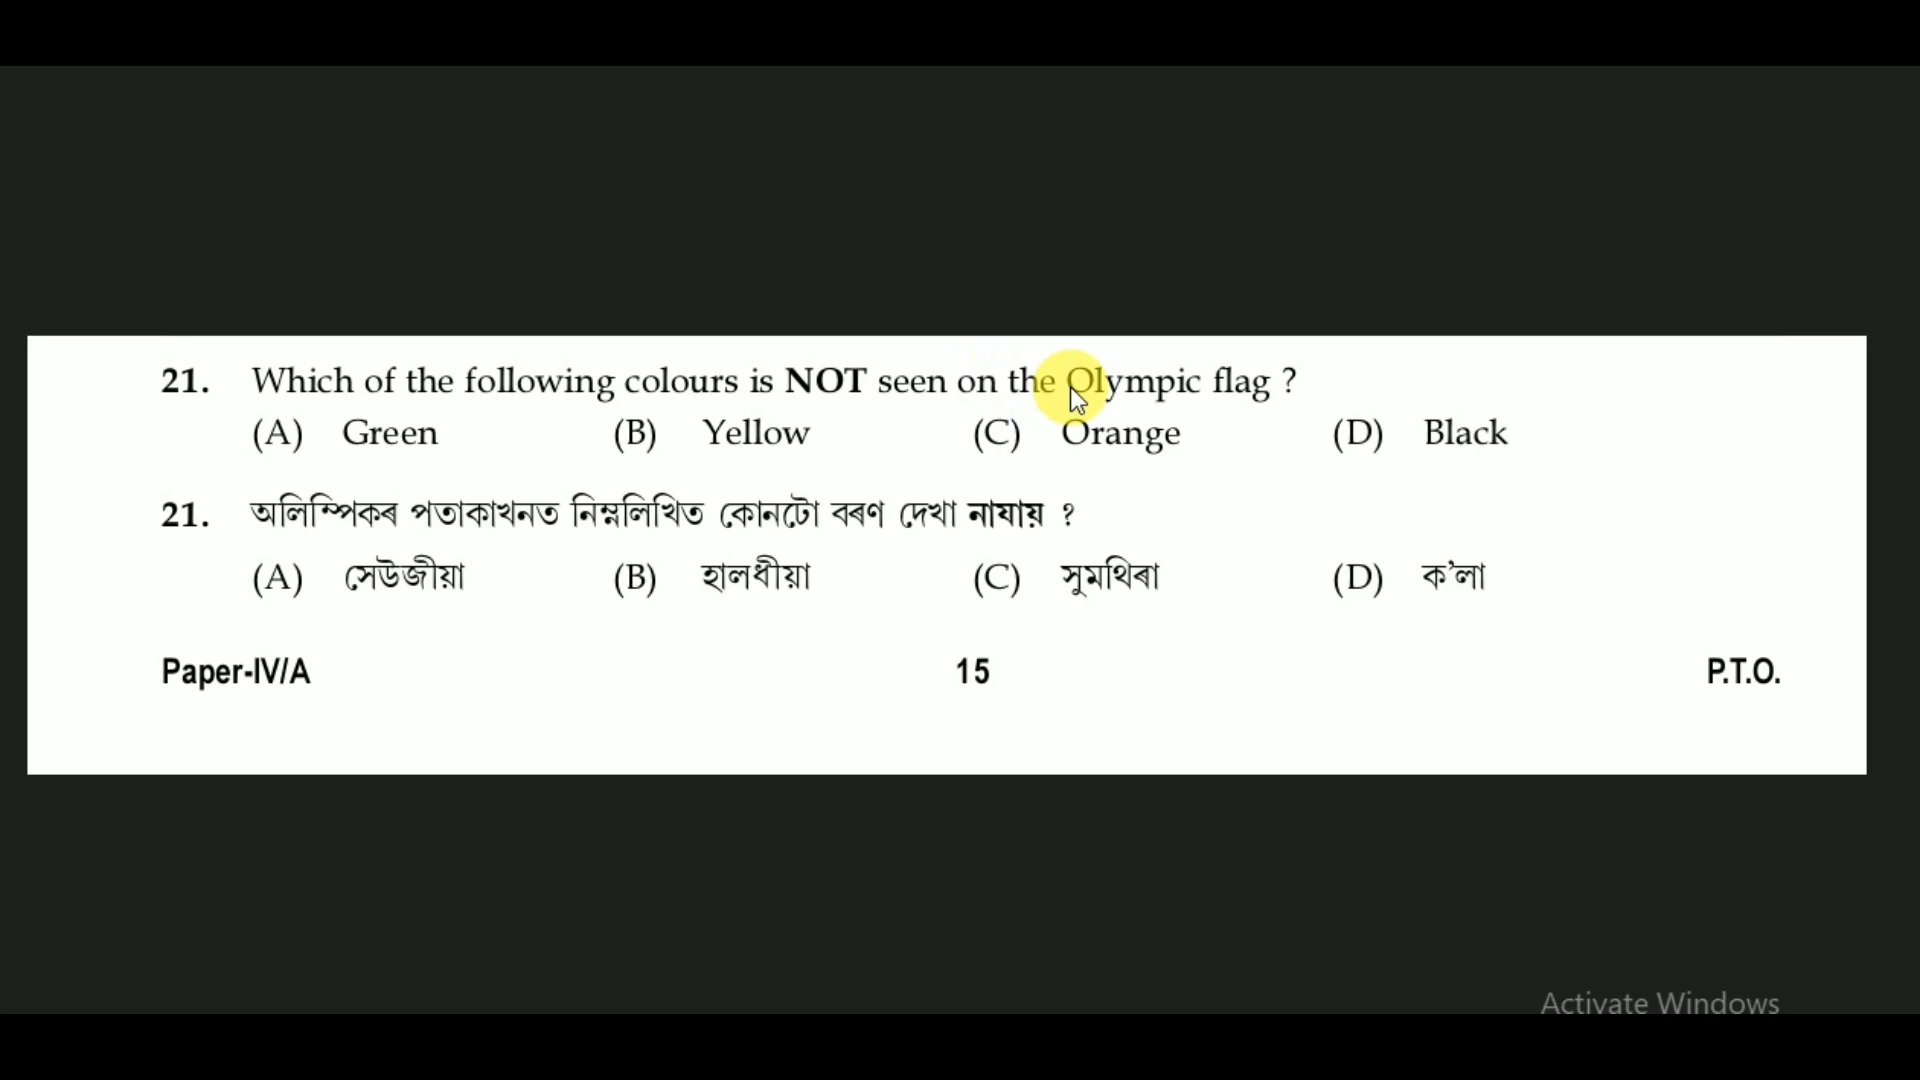 21. Which of the following colours is NOT seen on the Olympic flag ?
(A) Green (B) Yellow (C) Orange (D) Black
21. অলিম্পিকৰ পতাকাখনত নিম্নলিখিত কোনটো বৰণ দেখা নাযায় ?
(A) সেউজীয়া (B) হালধীয়া (C) সুমথিৰা (D) ক'লা
Paper-IV/A 15 P.T.O.
Activate Windows